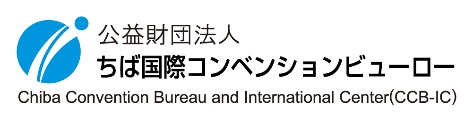 公益財団法人
ちば国際コンベンションビューロー
Chiba Convention Bureau and International Center(CCB-IC)